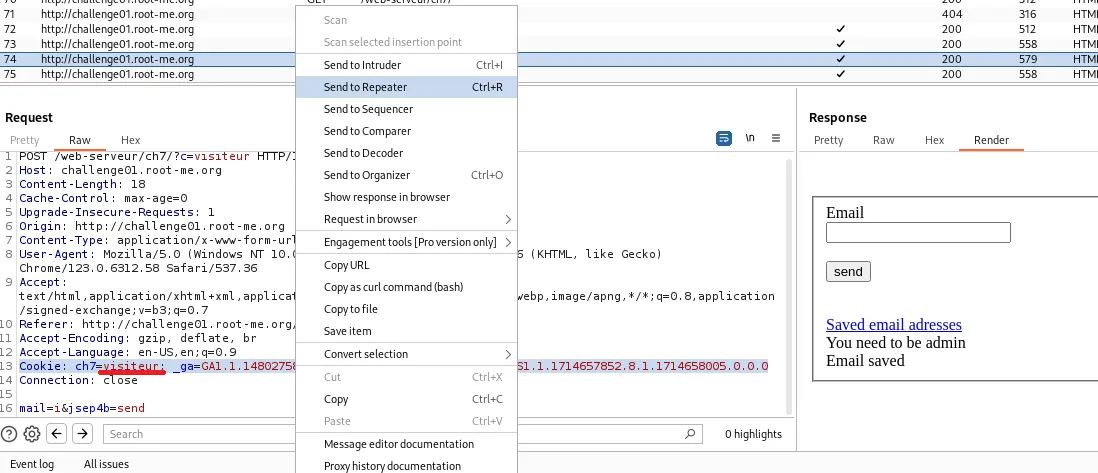 70 GET /web-serveur/ch7/ 200 512 HTM
71 http://challenge01.root-me.org 404 316 HTM
72 http://challenge01.root-me.org ✓ 200 512 HTM
73 http://challenge01.root-me.org ✓ 200 558 HTM
74 http://challenge01.root-me.org ✓ 200 579 HTM
75 http://challenge01.root-me.org ✓ 200 558 HTM
Scan
Scan selected insertion point
Send to Intruder Ctrl+I
Send to Repeater Ctrl+R
Send to Sequencer
Send to Comparer
Send to Decoder
Send to Organizer Ctrl+O
Show response in browser
Request in browser
Engagement tools [Pro version only]
Copy URL
Copy as curl command (bash)
Copy to file
Save item
Convert selection
Cut Ctrl+X
Copy Ctrl+C
Paste Ctrl+V
Message editor documentation
Proxy history documentation
Request
Pretty Raw Hex
\n
1 POST /web-serveur/ch7/?c=visiteur HTTP/1
2 Host: challenge01.root-me.org
3 Content-Length: 18
4 Cache-Control: max-age=0
5 Upgrade-Insecure-Requests: 1
6 Origin: http://challenge01.root-me.org
7 Content-Type: application/x-www-form-url
8 User-Agent: Mozilla/5.0 (Windows NT 10.0 6 (KHTML, like Gecko)
Chrome/123.0.6312.58 Safari/537.36
9 Accept:
text/html,application/xhtml+xml,applicat webp,image/apng,*/*;q=0.8,application
/signed-exchange;v=b3;q=0.7
10 Referer: http://challenge01.root-me.org/
11 Accept-Encoding: gzip, deflate, br
12 Accept-Language: en-US,en;q=0.9
13 Cookie: ch7=visiteur; _ga=GA1.1.14802758 S1.1.1714657852.8.1.1714658005.0.0.0
14 Connection: close
16 mail=i&jsep4b=send
Search
0 highlights
Event log All issues
Response
Pretty Raw Hex Render
Email
send
Saved email adresses
You need to be admin
Email saved